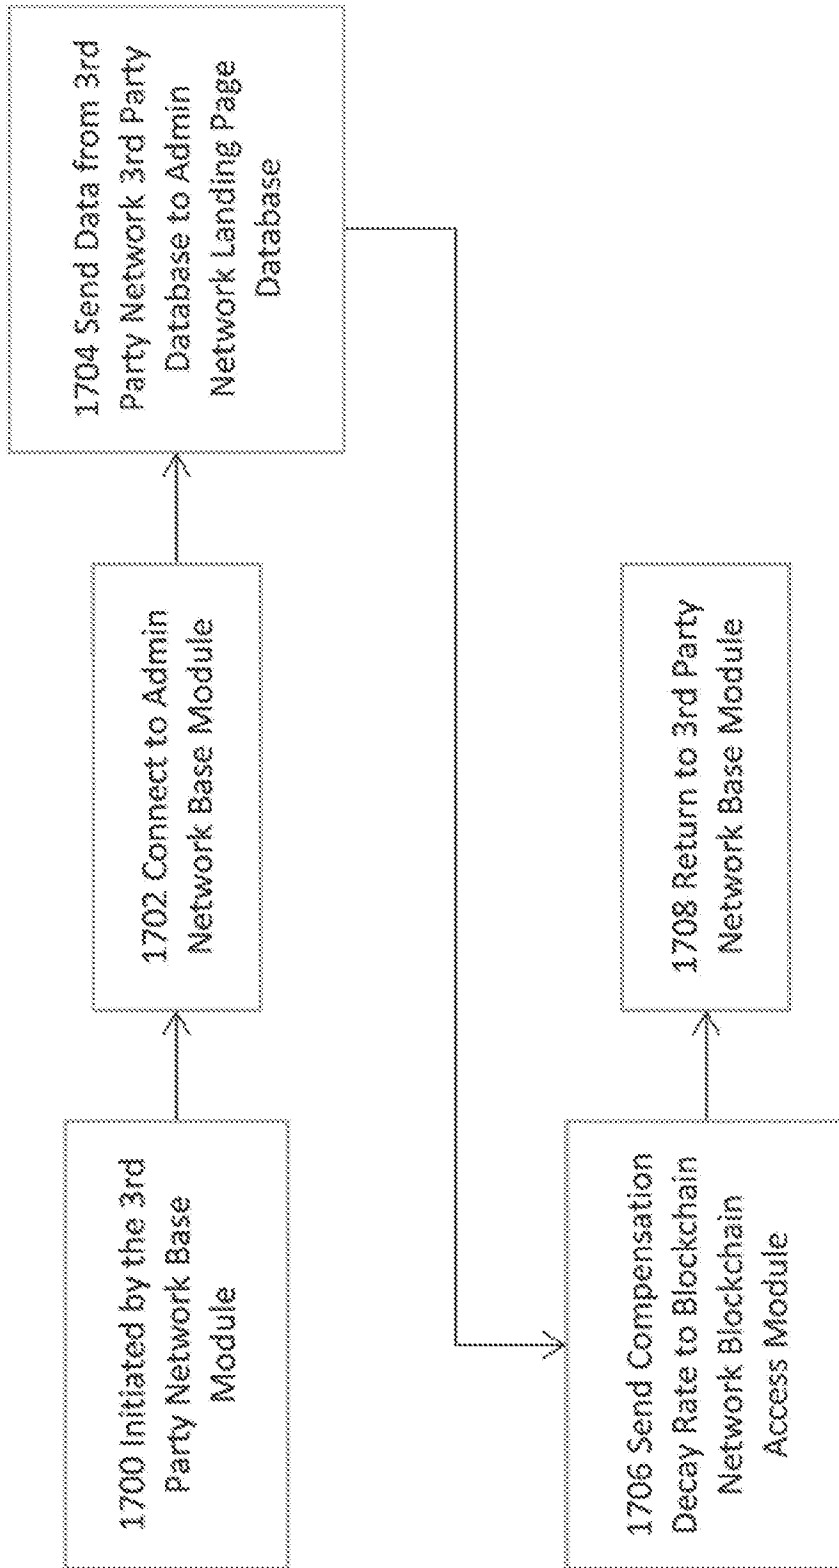 1700 Initiated by the 3rd
Party Network Base
Module
1702 Connect to Admin
Network Base Module
1704 Send Data from 3rd
Party Network 3rd Party
Database to Admin
Network Landing Page
Database
1706 Send Compensation
Decay Rate to Blockchain
Network Blockchain
Access Module
1708 Return to 3rd Party
Network Base Module